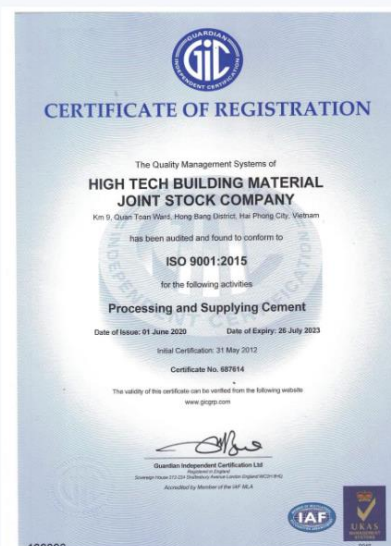 GUARDIAN
GiC
INDEPENDENT CERTIFICATION
CERTIFICATE OF REGISTRATION
The Quality Management Systems of
HIGH TECH BUILDING MATERIAL
JOINT STOCK COMPANY
Km 9, Quan Toan Ward, Hong Bang District, Hai Phong City, Vietnam
has been audited and found to conform to
ISO 9001:2015
for the following activities
Processing and Supplying Cement
Date of Issue: 01 June 2020 Date of Expiry: 26 July 2023
Initial Certification: 31 May 2012
Certificate No. 687614
The validity of this certificate can be verified from the following website
www.gicgrp.com
Guardian Independent Certification Ltd
Registered in England
Accredited by Member of the IAF MLA
IAF
UKAS
MANAGEMENT
SYSTEMS